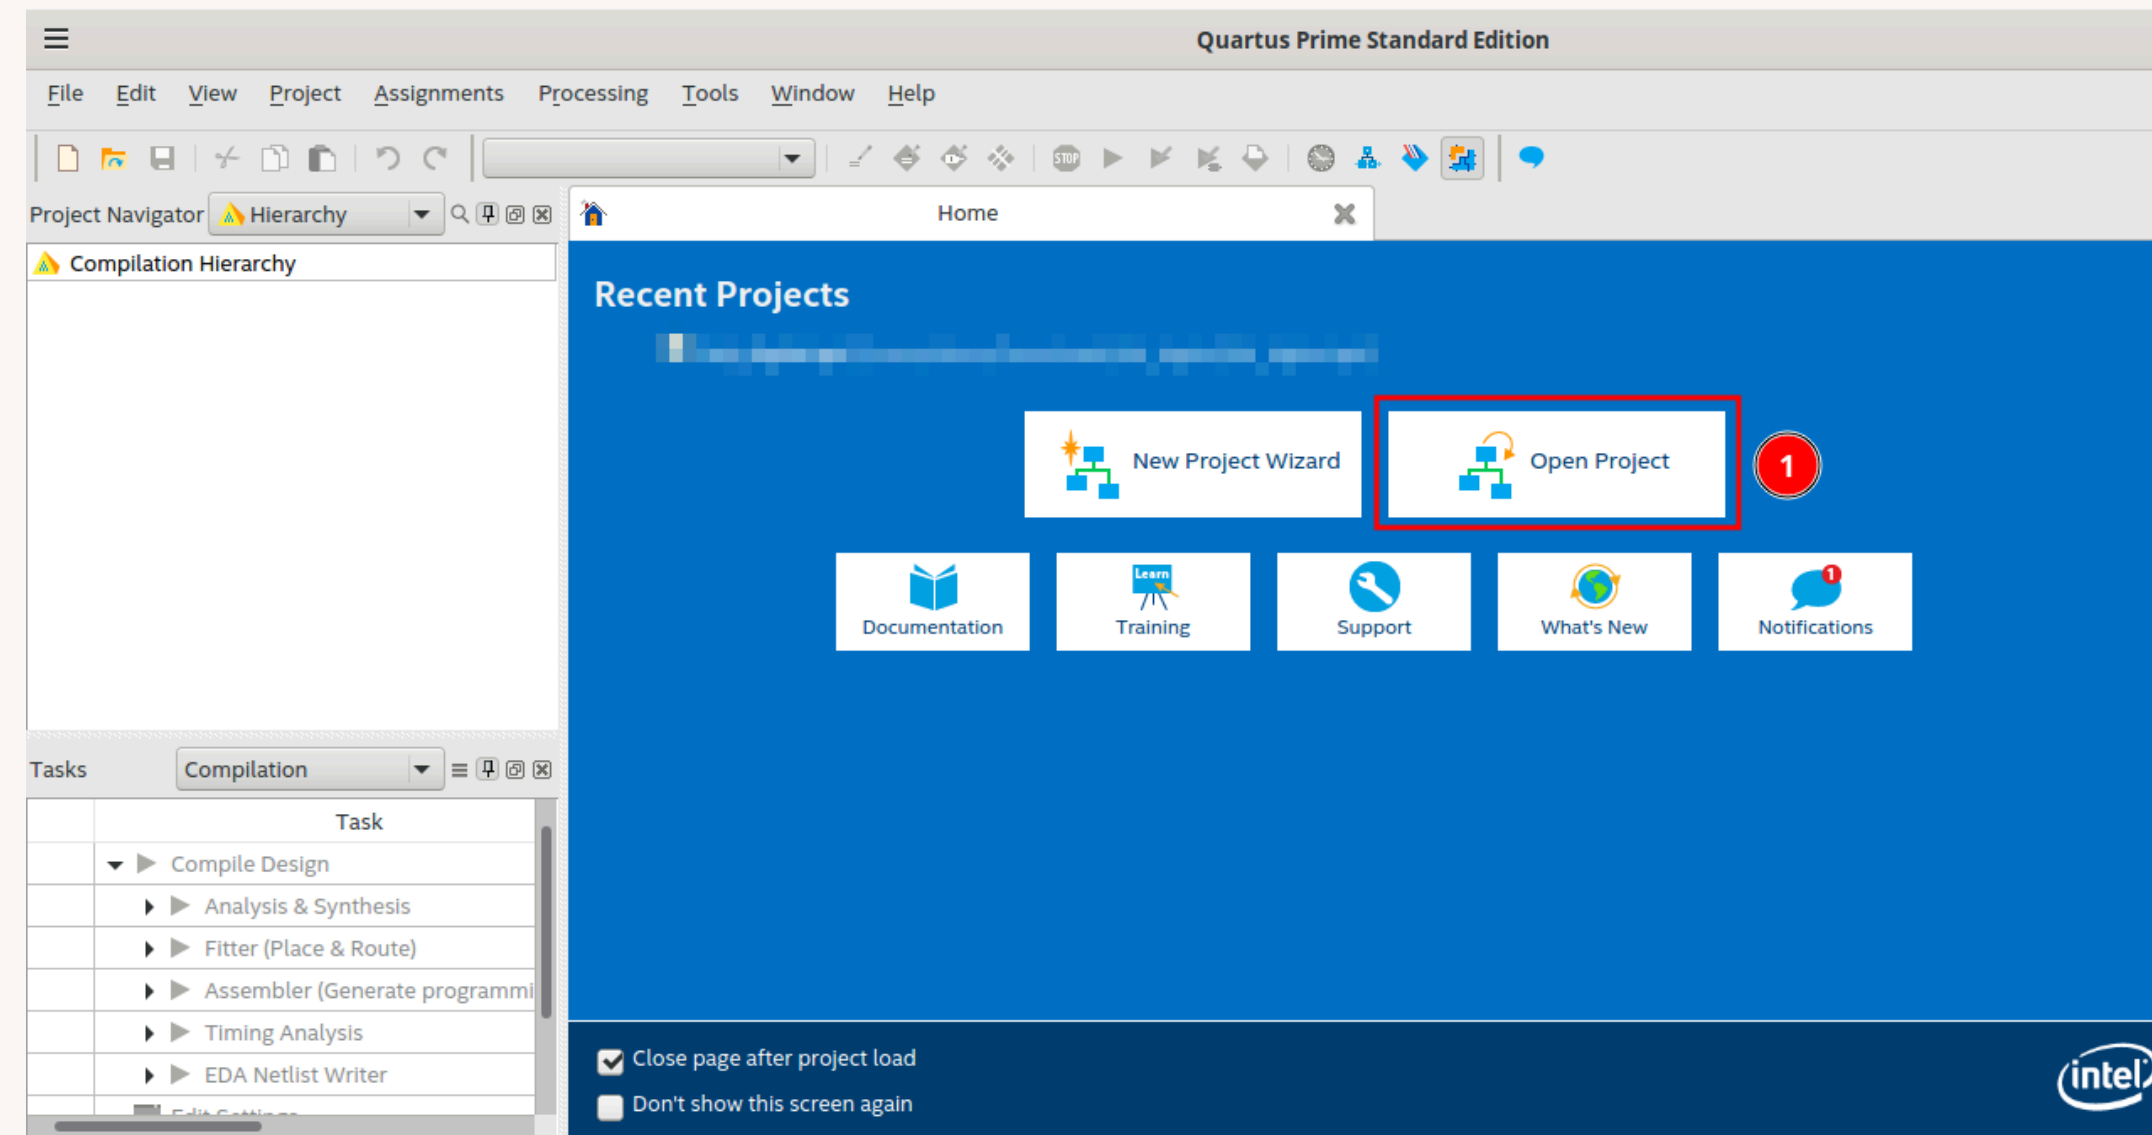 Quartus Prime Standard Edition
File Edit View Project Assignments Processing Tools Window Help
STOP
Project Navigator Hierarchy
Home
Compilation Hierarchy
Recent Projects
New Project Wizard
Open Project
1
Learn
1
Documentation
Training
Support
What's New
Notifications
Tasks Compilation
Task
Compile Design
Analysis & Synthesis
Fitter (Place & Route)
Assembler (Generate programmi
Timing Analysis
EDA Netlist Writer
Edit Settings
Close page after project load
Don't show this screen again
intel